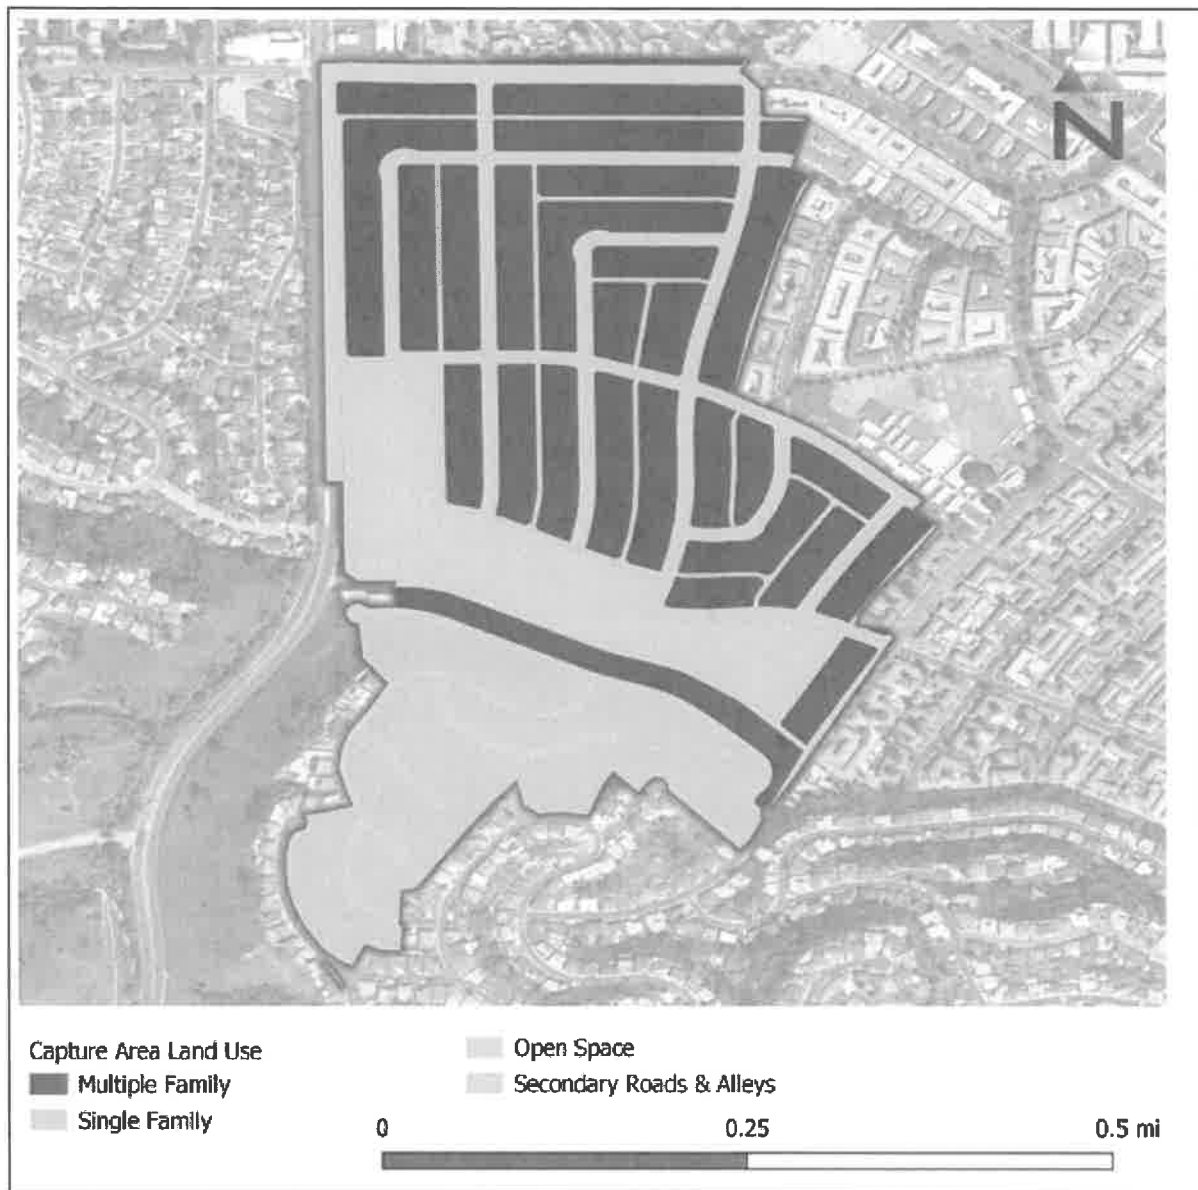 N
Capture Area Land Use
Multiple Family
Single Family
Open Space
Secondary Roads & Alleys
0 0.25 0.5 mi